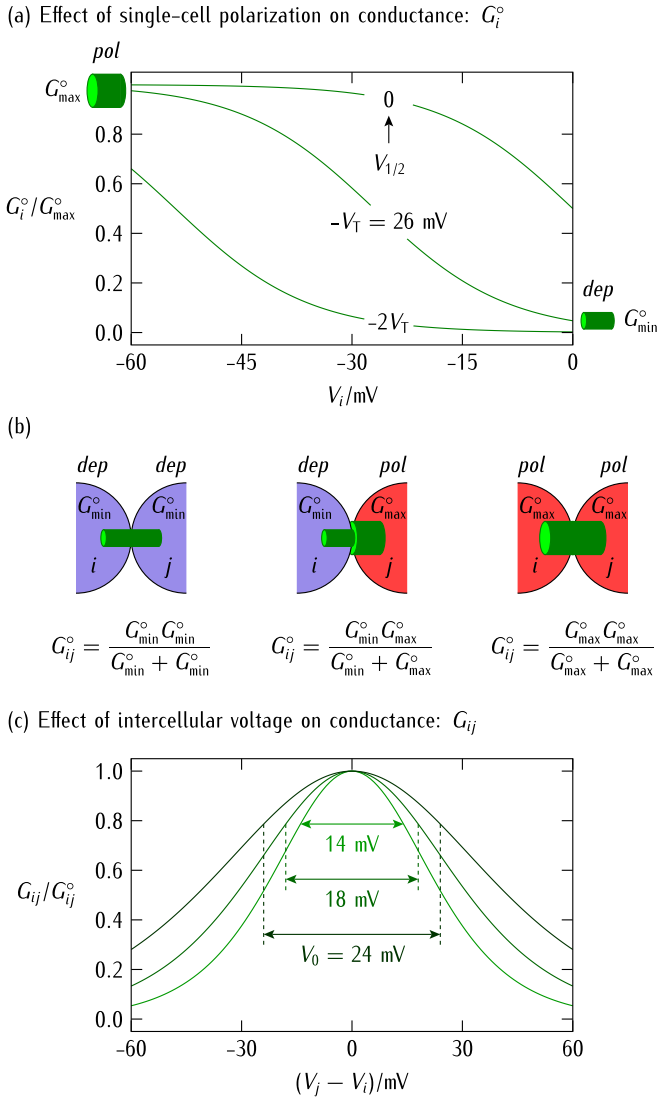 (a) Effect of single-cell polarization on conductance: G°ᵢ
pol
G°max
0.8
0.6
0.4
0.2
0.0
G°ᵢ/G°max
0
V1/2
–VT = 26 mV
–2VT
dep
G°min
–60 –45 –30 –15 0
Vᵢ/mV
(b)
dep dep dep pol pol pol
G°min G°min G°min G°max G°max G°max
i j i j i j
G°ij = G°min G°min / G°min + G°min
G°ij = G°min G°max / G°min + G°max
G°ij = G°max G°max / G°max + G°max
(c) Effect of intercellular voltage on conductance: Gij
1.0
0.8
0.6
0.4
0.2
0.0
Gij/G°ij
14 mV
18 mV
V0 = 24 mV
–60 –30 0 30 60
(Vj – Vi)/mV